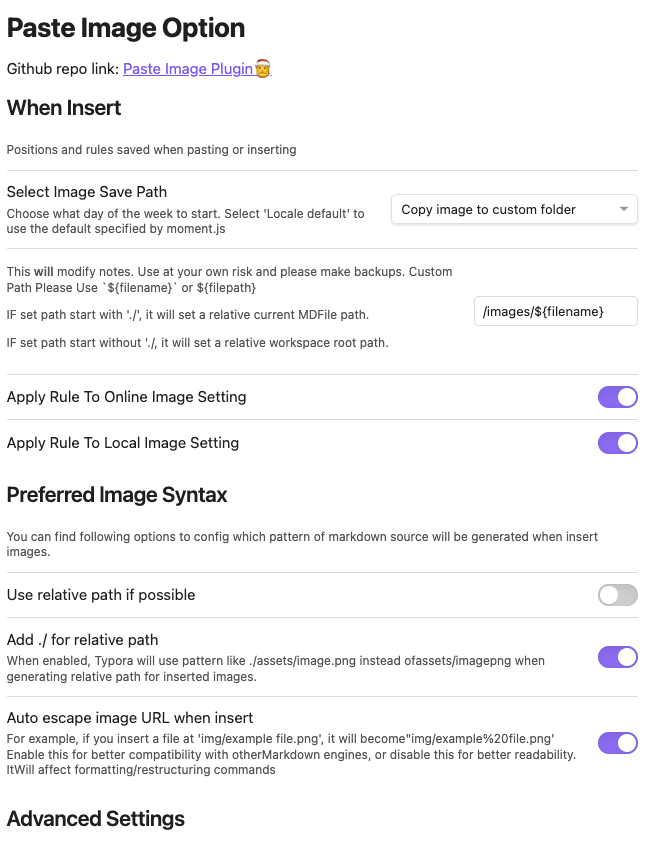 Paste Image Option
Github repo link: Paste Image Plugin🎅
When Insert
Positions and rules saved when pasting or inserting
Select Image Save Path
Choose what day of the week to start. Select 'Locale default' to
use the default specified by moment.js
Copy image to custom folder
This will modify notes. Use at your own risk and please make backups. Custom
Path Please Use `${filename}` or ${filepath}
IF set path start with './', it will set a relative current MDFile path.
IF set path start without './, it will set a relative workspace root path.
/images/${filename}
Apply Rule To Online Image Setting
Apply Rule To Local Image Setting
Preferred Image Syntax
You can find following options to config which pattern of markdown source will be generated when insert
images.
Use relative path if possible
Add ./ for relative path
When enabled, Typora will use pattern like ./assets/image.png instead ofassets/imagepng when
generating relative path for inserted images.
Auto escape image URL when insert
For example, if you insert a file at 'img/example file.png', it will become"img/example%20file.png'
Enable this for better compatibility with otherMarkdown engines, or disable this for better readability.
ItWill affect formatting/restructuring commands
Advanced Settings